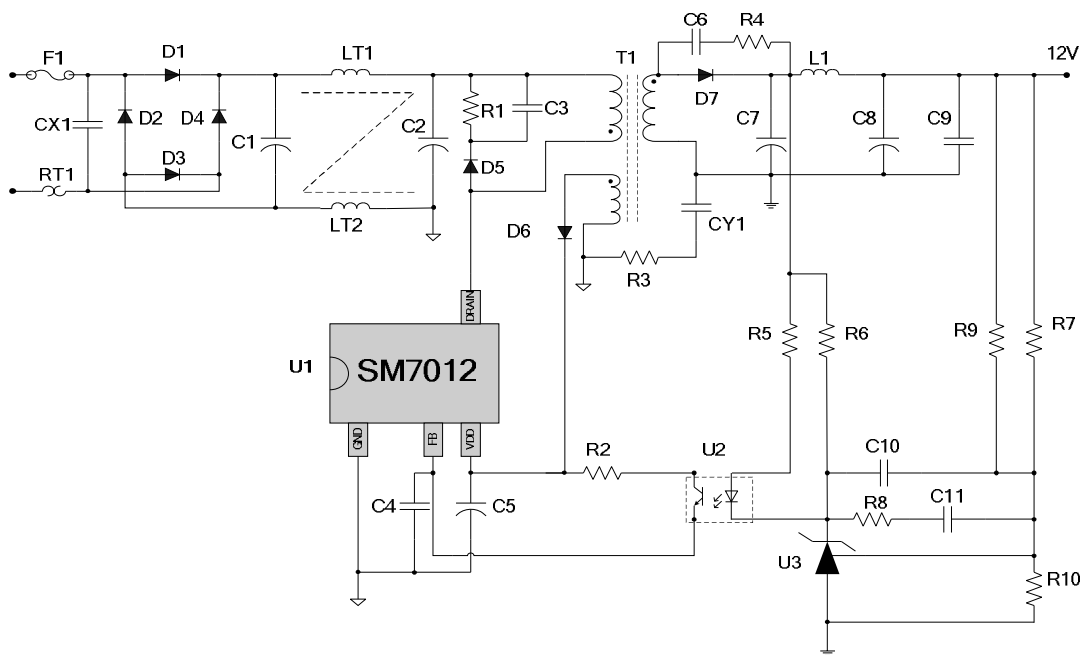 C6 R4
F1 D1 LT1 T1 L1 12V
D7
CX1 D2 D4 C1 C2 R1 C3 C7 C8 C9
D3
D5
RT1
LT2 D6 CY1
R3
DRAIN
U1 SM7012 R5 R6 R9 R7
GND FB VDD
R2 U2 C10
C4 C5 R8 C11
U3
R10